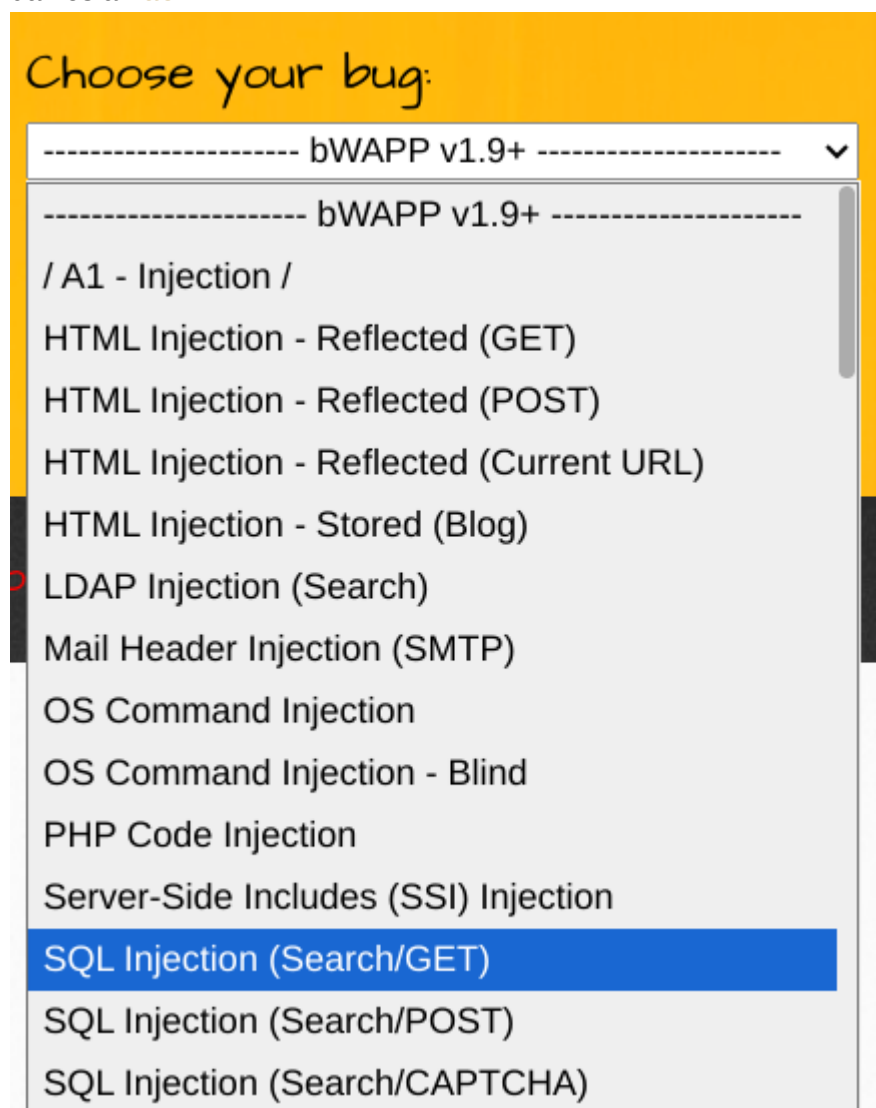 Choose your bug:
---------------------- bWAPP v1.9+ ---------------------
---------------------- bWAPP v1.9+ ---------------------
/ A1 - Injection /
HTML Injection - Reflected (GET)
HTML Injection - Reflected (POST)
HTML Injection - Reflected (Current URL)
HTML Injection - Stored (Blog)
LDAP Injection (Search)
Mail Header Injection (SMTP)
OS Command Injection
OS Command Injection - Blind
PHP Code Injection
Server-Side Includes (SSI) Injection
SQL Injection (Search/GET)
SQL Injection (Search/POST)
SQL Injection (Search/CAPTCHA)